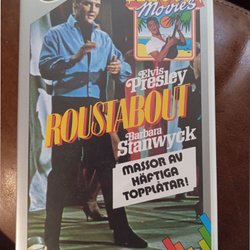 Movies
Elvis
Presley
ROUSTABOUT
Barbara
Stanwyck
MASSOR AV
HÄFTIGA
TOPPLÅTAR!